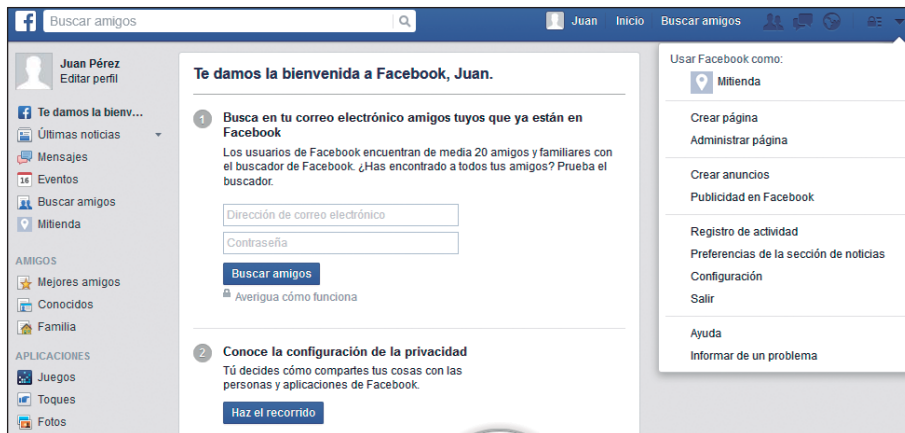 Buscar amigos
Juan Inicio Buscar amigos
Juan Pérez
Editar perfil
Te damos la bienv...
Últimas noticias
Mensajes
16 Eventos
Buscar amigos
Mitienda
AMIGOS
Mejores amigos
Conocidos
Familia
APLICACIONES
Juegos
Toques
Fotos
Te damos la bienvenida a Facebook, Juan.
1 Busca en tu correo electrónico amigos tuyos que ya están en
Facebook
Los usuarios de Facebook encuentran de media 20 amigos y familiares con
el buscador de Facebook. ¿Has encontrado a todos tus amigos? Prueba el
buscador.
Dirección de correo electrónico
Contraseña
Buscar amigos
Averigua cómo funciona
2 Conoce la configuración de la privacidad
Tú decides cómo compartes tus cosas con las
personas y aplicaciones de Facebook.
Haz el recorrido
Usar Facebook como:
Mitienda
Crear página
Administrar página
Crear anuncios
Publicidad en Facebook
Registro de actividad
Preferencias de la sección de noticias
Configuración
Salir
Ayuda
Informar de un problema